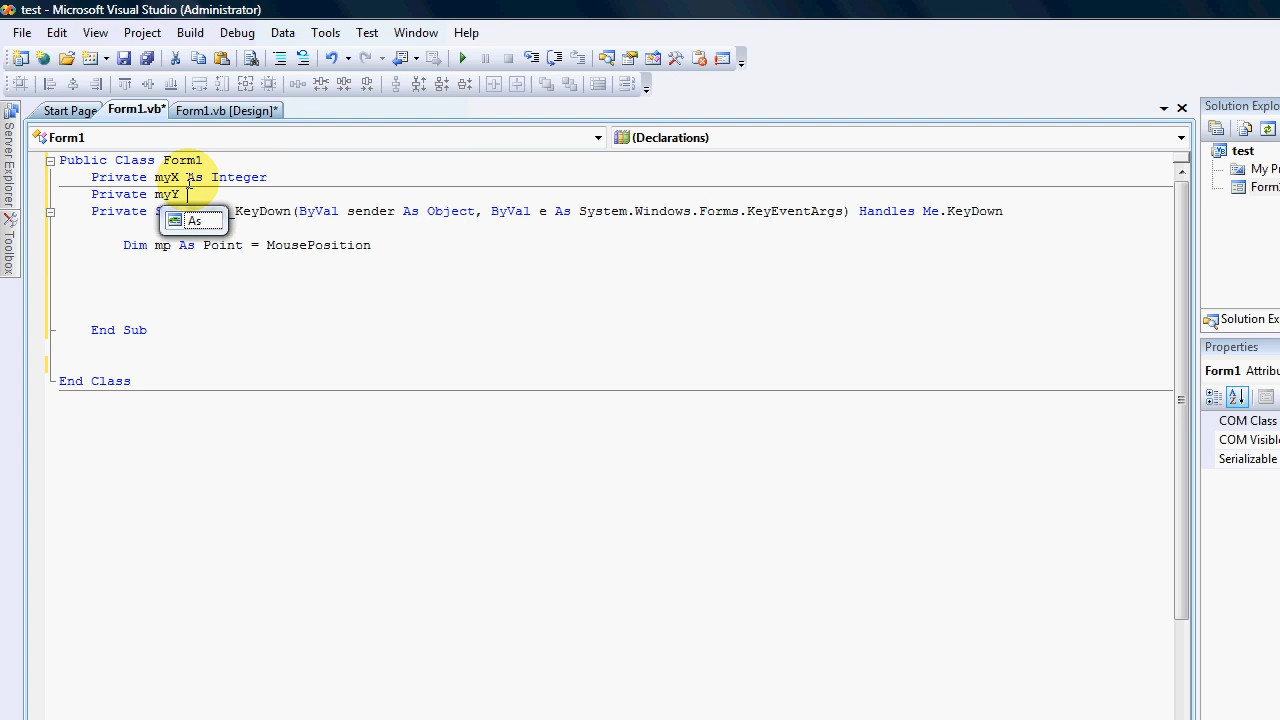 test - Microsoft Visual Studio (Administrator)
File Edit View Project Build Debug Data Tools Test Window Help
Start Page Form1.vb* Form1.vb [Design]*
Solution Explo
Form1 (Declarations)
test
My P
Form
Server Explorer
Toolbox
Public Class Form1
Private myX As Integer
Private myY
Private S _KeyDown(ByVal sender As Object, ByVal e As System.Windows.Forms.KeyEventArgs) Handles Me.KeyDown
As
Dim mp As Point = MousePosition
End Sub
End Class
Solution Ex
Properties
Form1 Attribu
COM Class
COM Visibl
Serializable